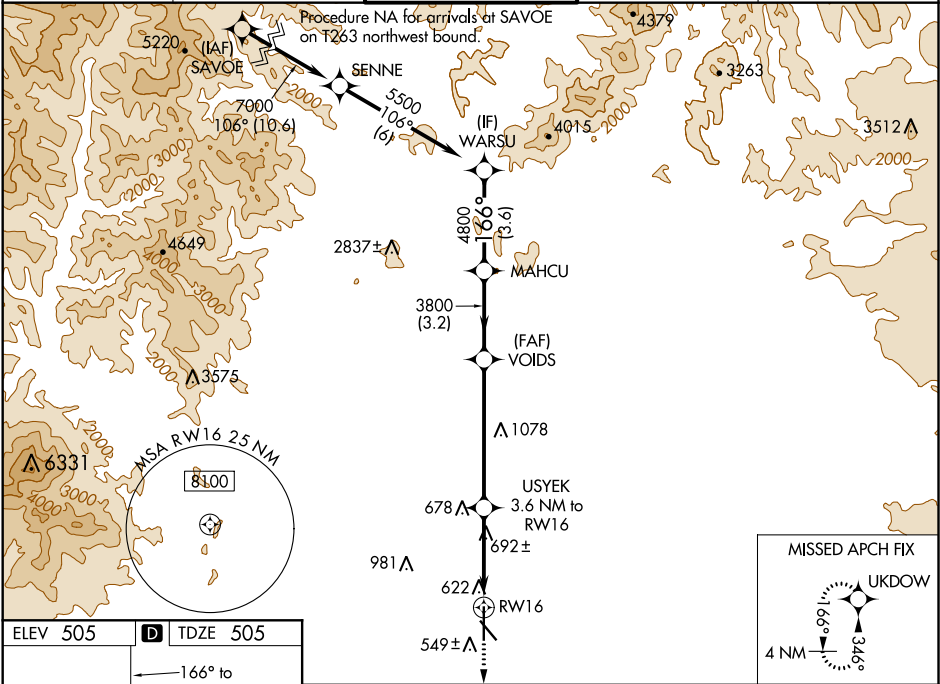 Procedure NA for arrivals at SAVOE
on T263 northwest bound.
4379
5220
(IAF)
SAVOE
SENNE
3263
2000
7000
106° (10.6)
5500
106°
(6)
(IF)
WARSU
4015
2000
3512
2000
3000
2000
4800
166°
(3.6)
4649
4000
3000
2837±
MAHCU
3800
(3.2)
(FAF)
VOIDS
2000
3575
2000
1078
MSA RW16 25 NM
8100
6331
3000
4000
USYEK
3.6 NM to
RW16
678
692±
981
622
RW16
549±
MISSED APCH FIX
UKDOW
166°
346°
4 NM
ELEV 505
D
TDZE 505
166° to